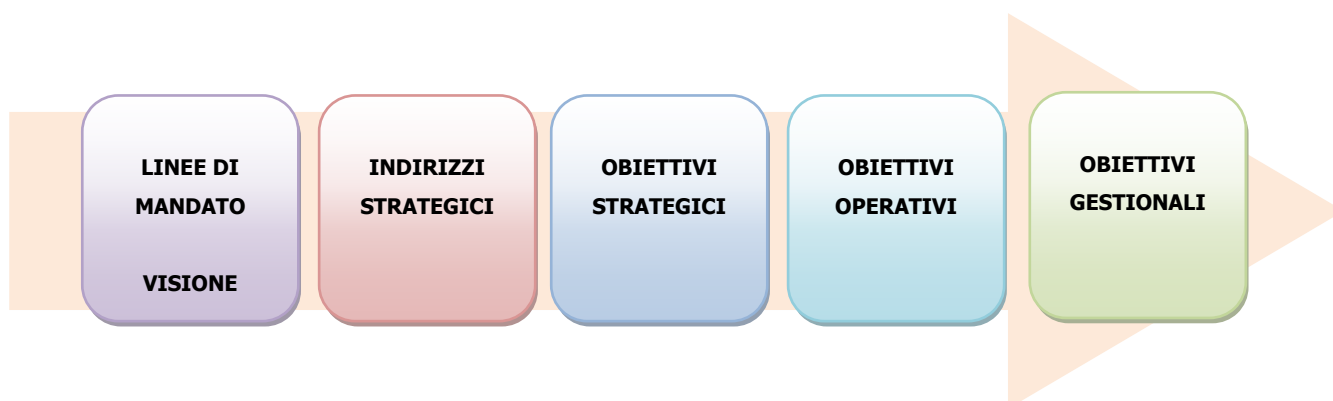 LINEE DI
MANDATO
VISIONE
INDIRIZZI
STRATEGICI
OBIETTIVI
STRATEGICI
OBIETTIVI
OPERATIVI
OBIETTIVI
GESTIONALI